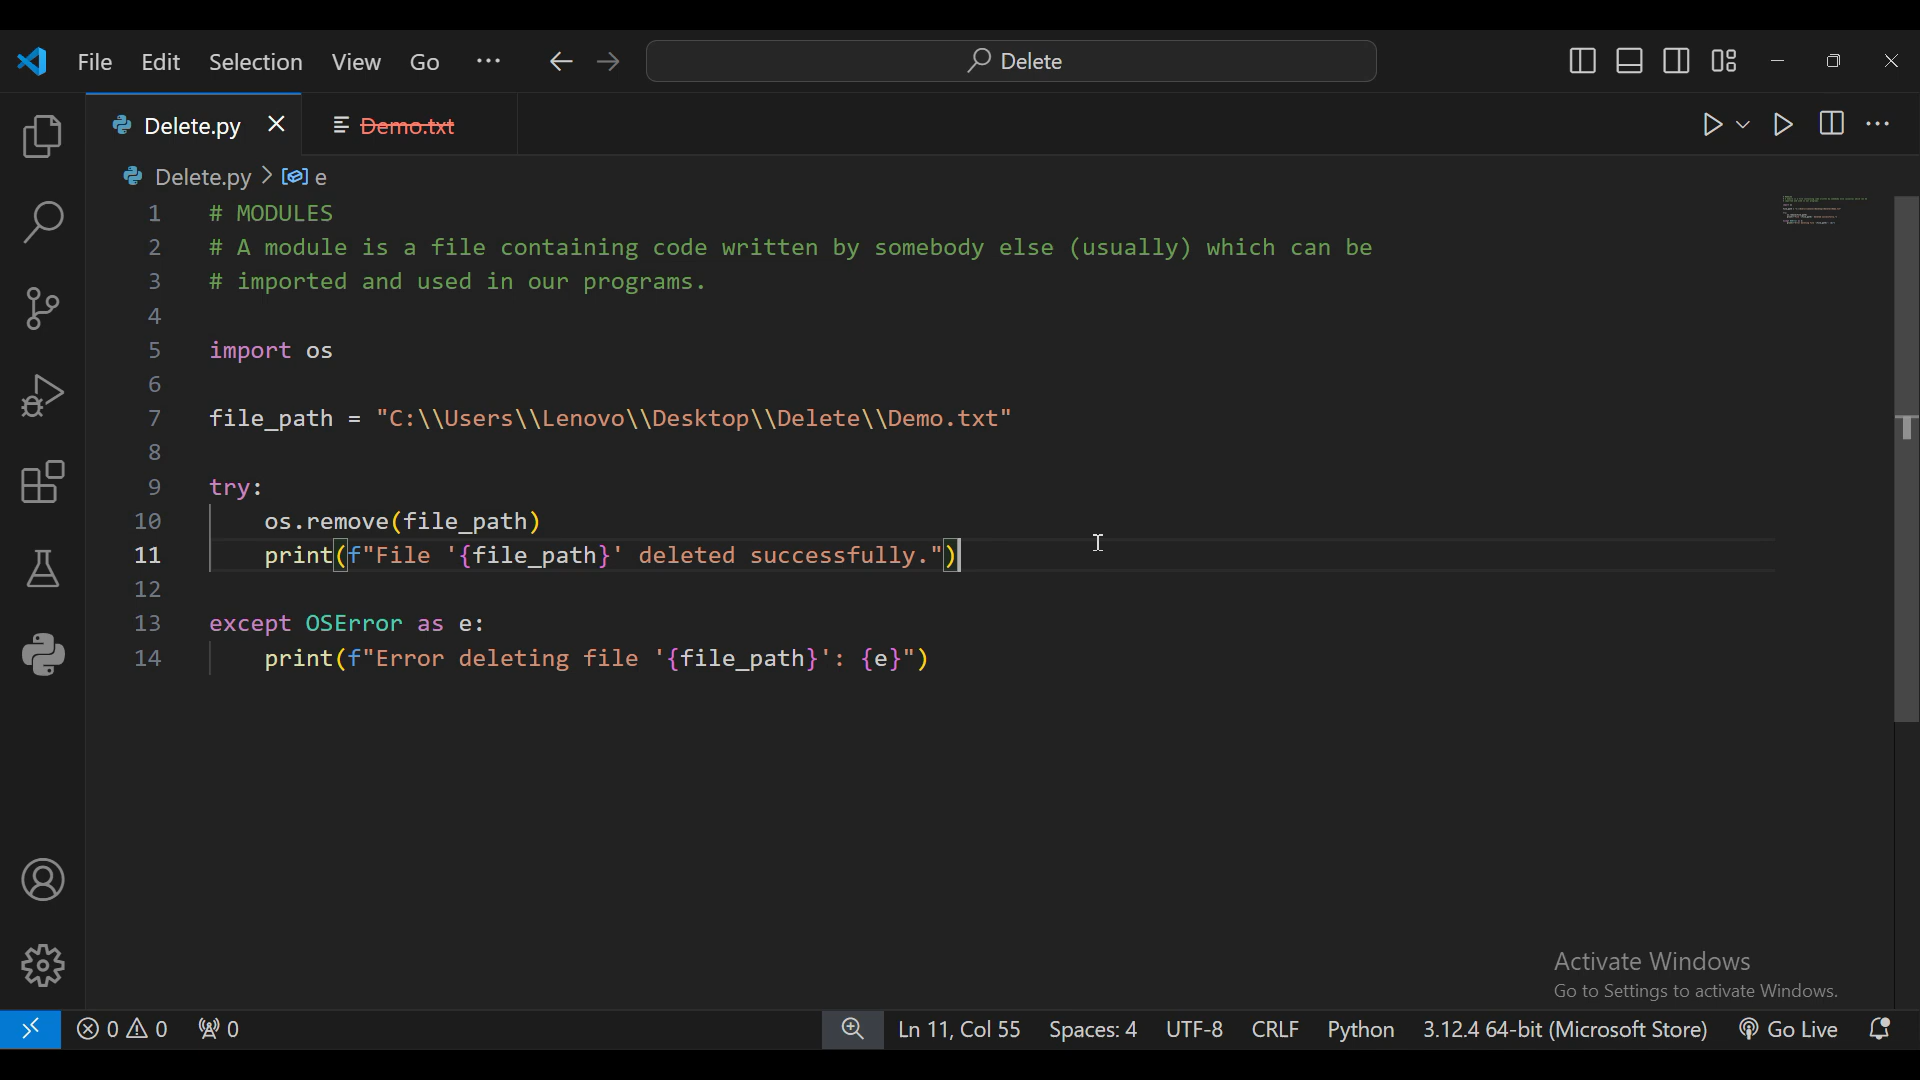 File Edit Selection View Go ··· Delete
Delete.py Demo.txt
Delete.py > e
1 # MODULES
2 # A module is a file containing code written by somebody else (usually) which can be
3 # imported and used in our programs.
4
5 import os
6
7 file_path = "C:\\Users\\Lenovo\\Desktop\\Delete\\Demo.txt"
8
9 try:
10     os.remove(file_path)
11     print(f"File '{file_path}' deleted successfully.")
12
13 except OSError as e:
14     print(f"Error deleting file '{file_path}': {e}")
Activate Windows
Go to Settings to activate Windows.
0 0 0 Ln 11, Col 55 Spaces: 4 UTF-8 CRLF Python 3.12.4 64-bit (Microsoft Store) Go Live